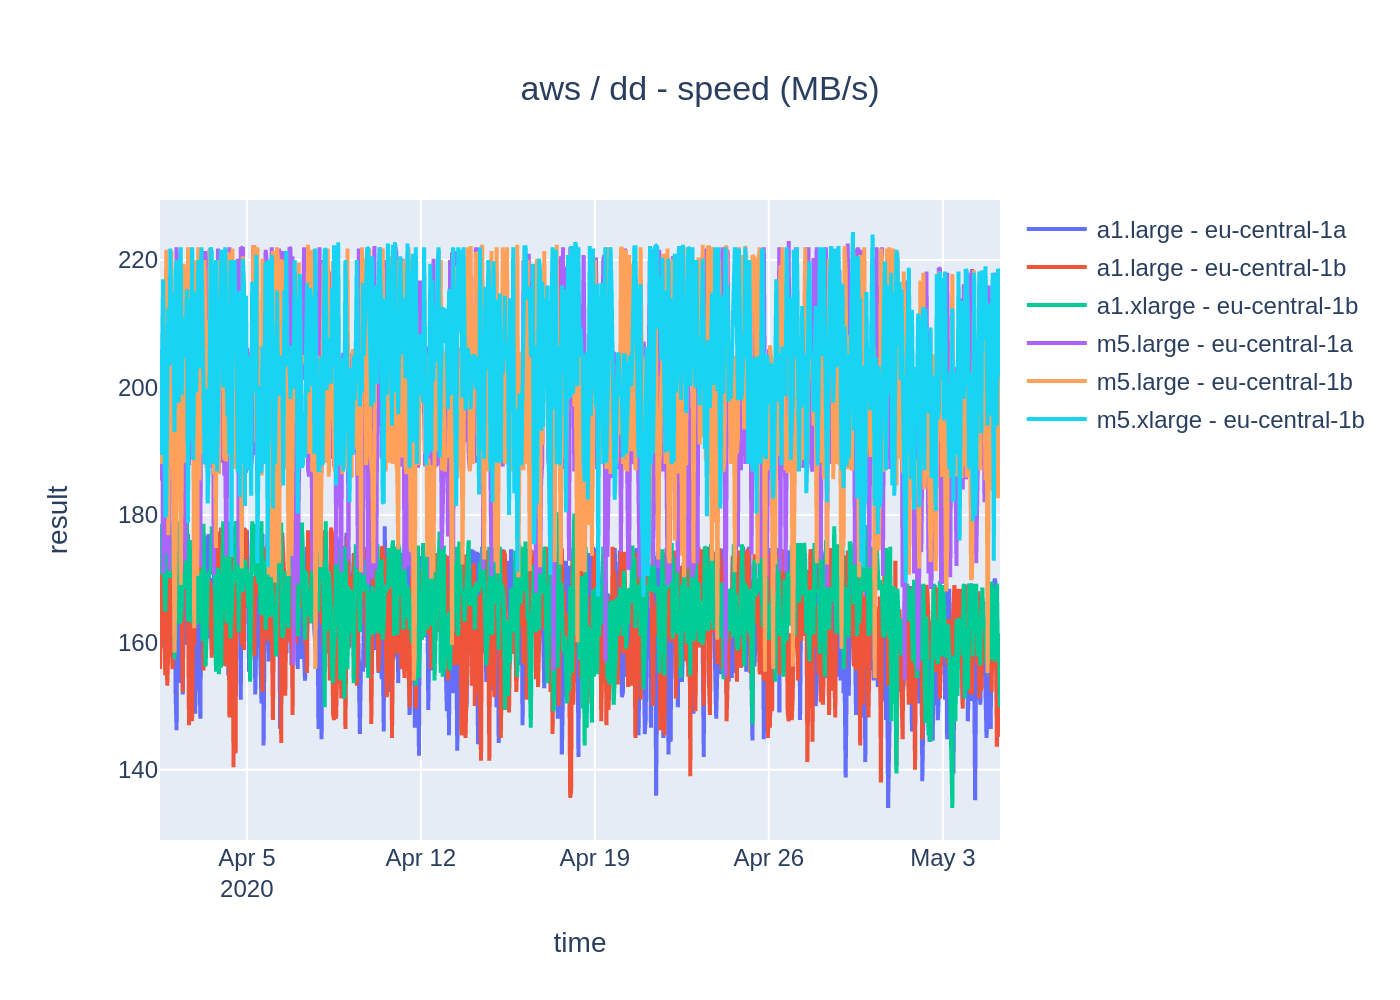 aws / dd - speed (MB/s)
220
200
180
160
140
result
Apr 5
2020
Apr 12
Apr 19
Apr 26
May 3
time
a1.large - eu-central-1a
a1.large - eu-central-1b
a1.xlarge - eu-central-1b
m5.large - eu-central-1a
m5.large - eu-central-1b
m5.xlarge - eu-central-1b